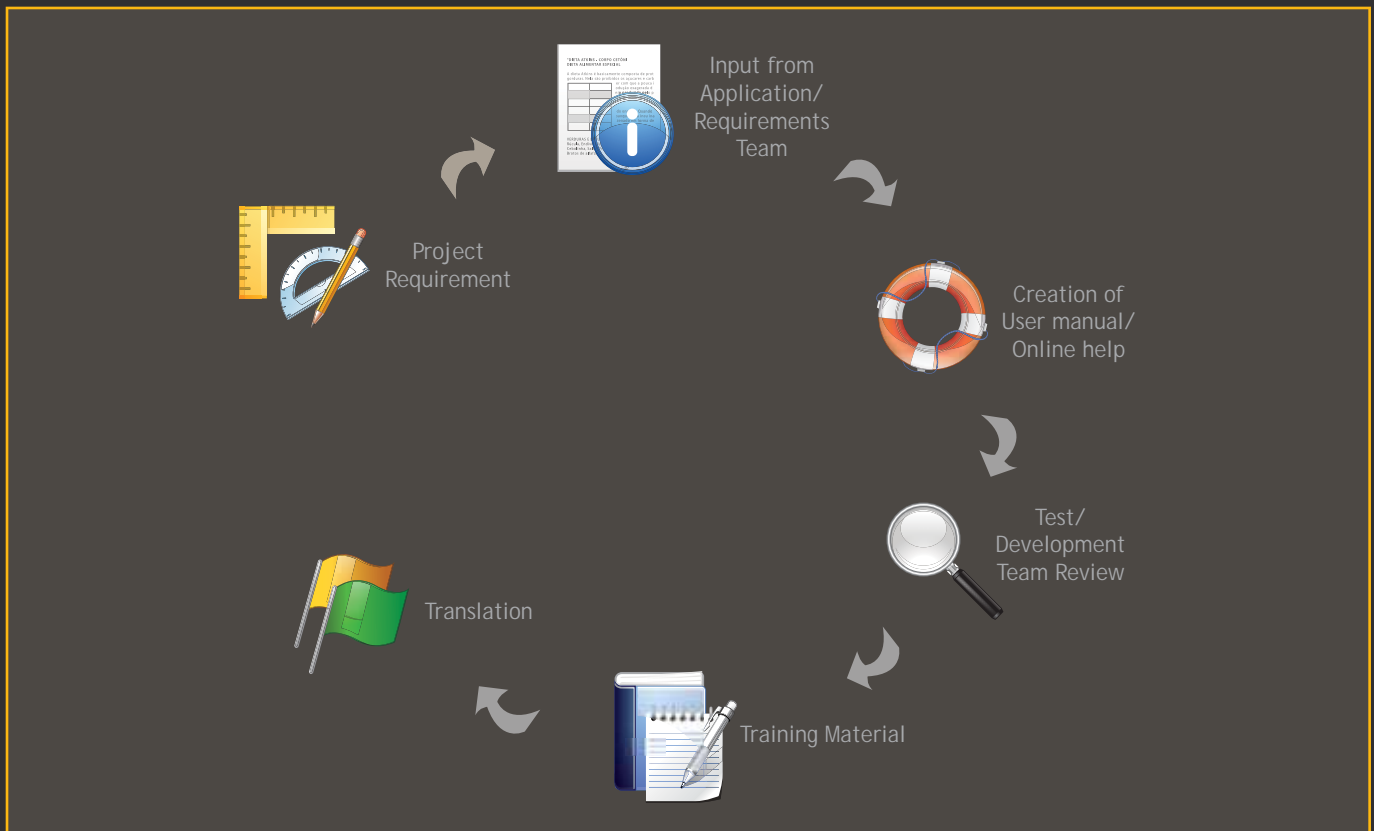 Input from
Application/
Requirements
Team
Project
Requirement
Creation of
User manual/
Online help
Test/
Development
Team Review
Translation
Training Material